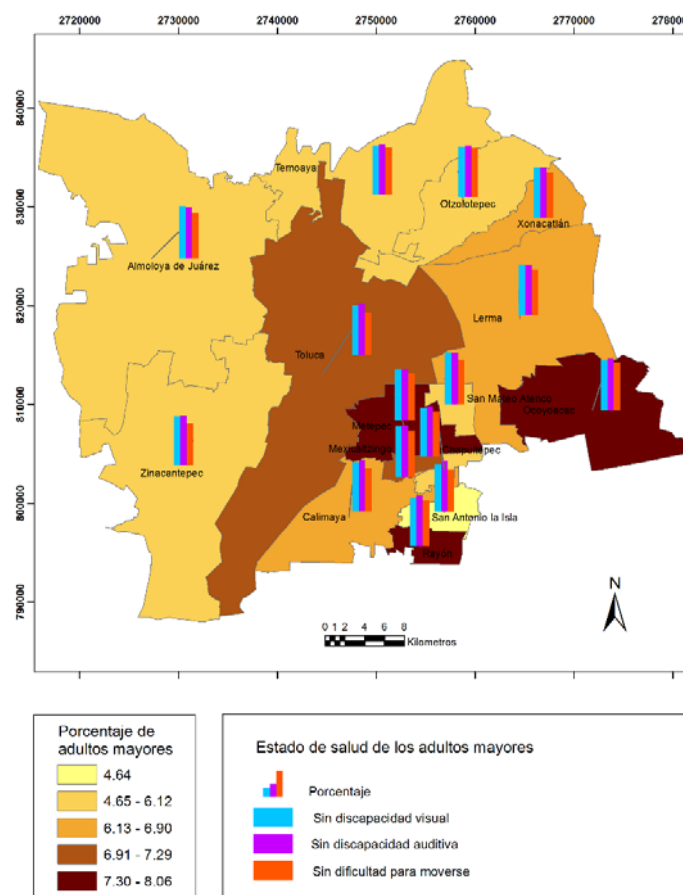 2720000 2730000 2740000 2750000 2760000 2770000 278000
840000
830000
820000
810000
800000
790000
Temoaya
Otzolotepec
Xonacatlán
Almoloya de Juárez
Lerma
Toluca
San Mateo Atenco
Ocoyoacac
Metepec
Mexicaltzingo
Chapultepec
Zinacantepec
Calimaya
San Antonio la Isla
Rayón
N
0 1 2 4 6 8
Kilometros
Porcentaje de
adultos mayores
4.64
4.65 - 6.12
6.13 - 6.90
6.91 - 7.29
7.30 - 8.06
Estado de salud de los adultos mayores
Porcentaje
Sin discapacidad visual
Sin discapacidad auditiva
Sin dificultad para moverse